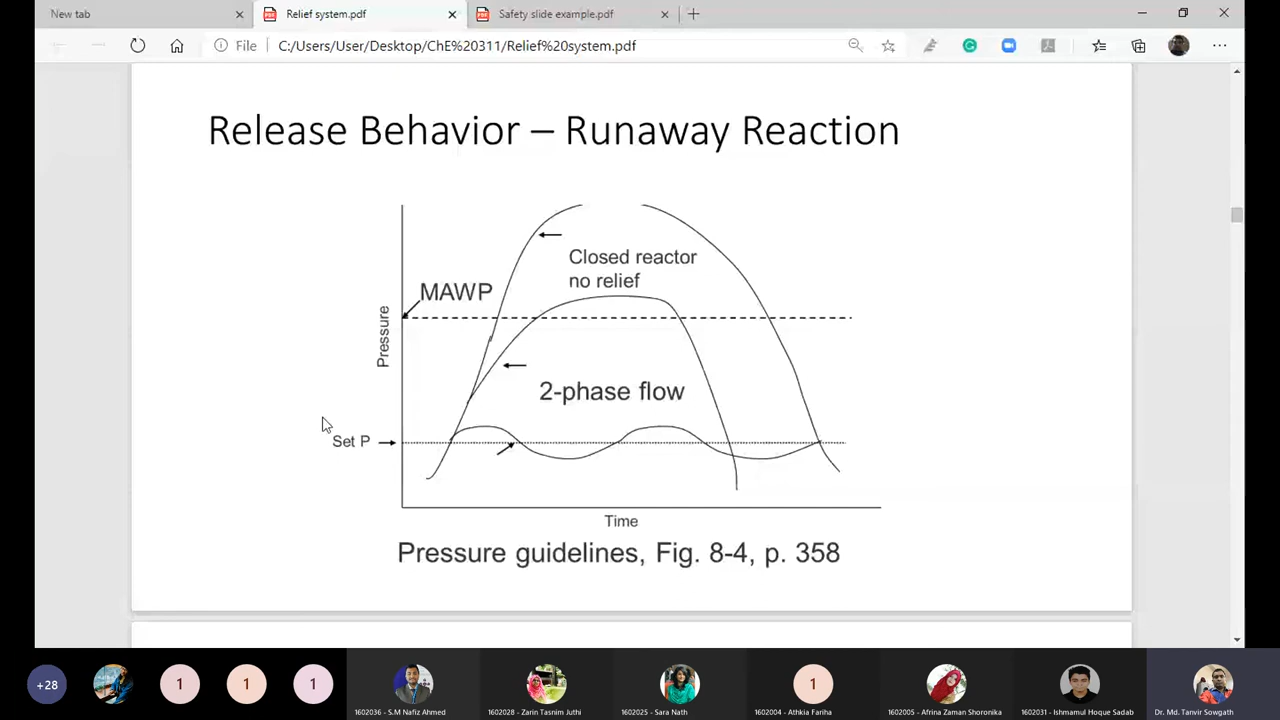 New tab
Relief system.pdf
Safety slide example.pdf
File
C:/Users/User/Desktop/ChE%20311/Relief%20system.pdf
Release Behavior – Runaway Reaction
Closed reactor
no relief
MAWP
Pressure
2-phase flow
Set P
Time
Pressure guidelines, Fig. 8-4, p. 358
+28
1
1
1
1
1602036 - S.M Nafiz Ahmed
1602028 - Zarin Tasnim Juthi
1602025 - Sara Nath
1602004 - Athkia Fariha
1602005 - Afrina Zaman Shoronika
1602031 - Ishmamul Hoque Sadab
Dr. Md. Tanvir Sowgath